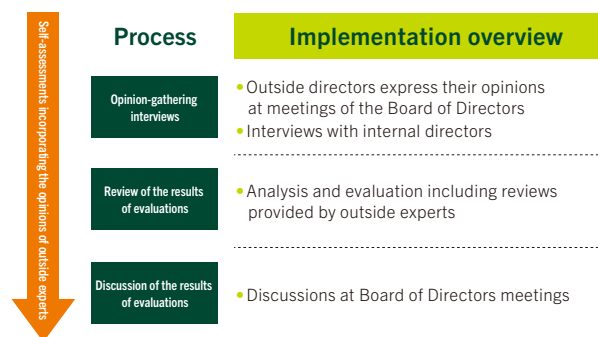 Self-assessments incorporating the opinions of outside experts
Process
Implementation overview
Opinion-gathering
interviews
•Outside directors express their opinions
at meetings of the Board of Directors
•Interviews with internal directors
Review of the results
of evaluations
•Analysis and evaluation including reviews
provided by outside experts
Discussion of the results
of evaluations
•Discussions at Board of Directors meetings